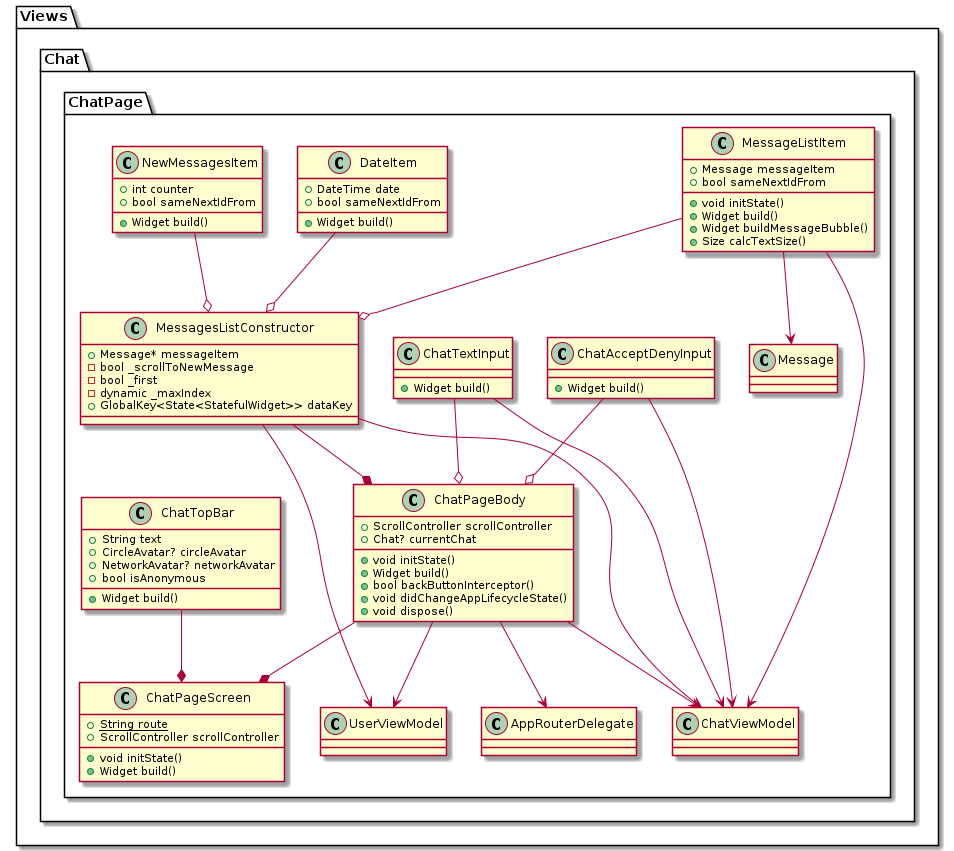 Views
Chat
ChatPage
C NewMessagesItem
int counter
bool sameNextIdFrom
Widget build()
C DateItem
DateTime date
bool sameNextIdFrom
Widget build()
C MessageListItem
Message messageItem
bool sameNextIdFrom
void initState()
Widget build()
Widget buildMessageBubble()
Size calcTextSize()
C MessagesListConstructor
Message* messageItem
bool _scrollToNewMessage
bool _first
dynamic _maxIndex
GlobalKey<State<StatefulWidget>> dataKey
C ChatTextInput
Widget build()
C ChatAcceptDenyInput
Widget build()
C Message
C ChatTopBar
String text
CircleAvatar? circleAvatar
NetworkAvatar? networkAvatar
bool isAnonymous
Widget build()
C ChatPageBody
ScrollController scrollController
Chat? currentChat
void initState()
Widget build()
bool backButtonInterceptor()
void didChangeAppLifecycleState()
void dispose()
C ChatPageScreen
String route
ScrollController scrollController
void initState()
Widget build()
C UserViewModel
C AppRouterDelegate
C ChatViewModel